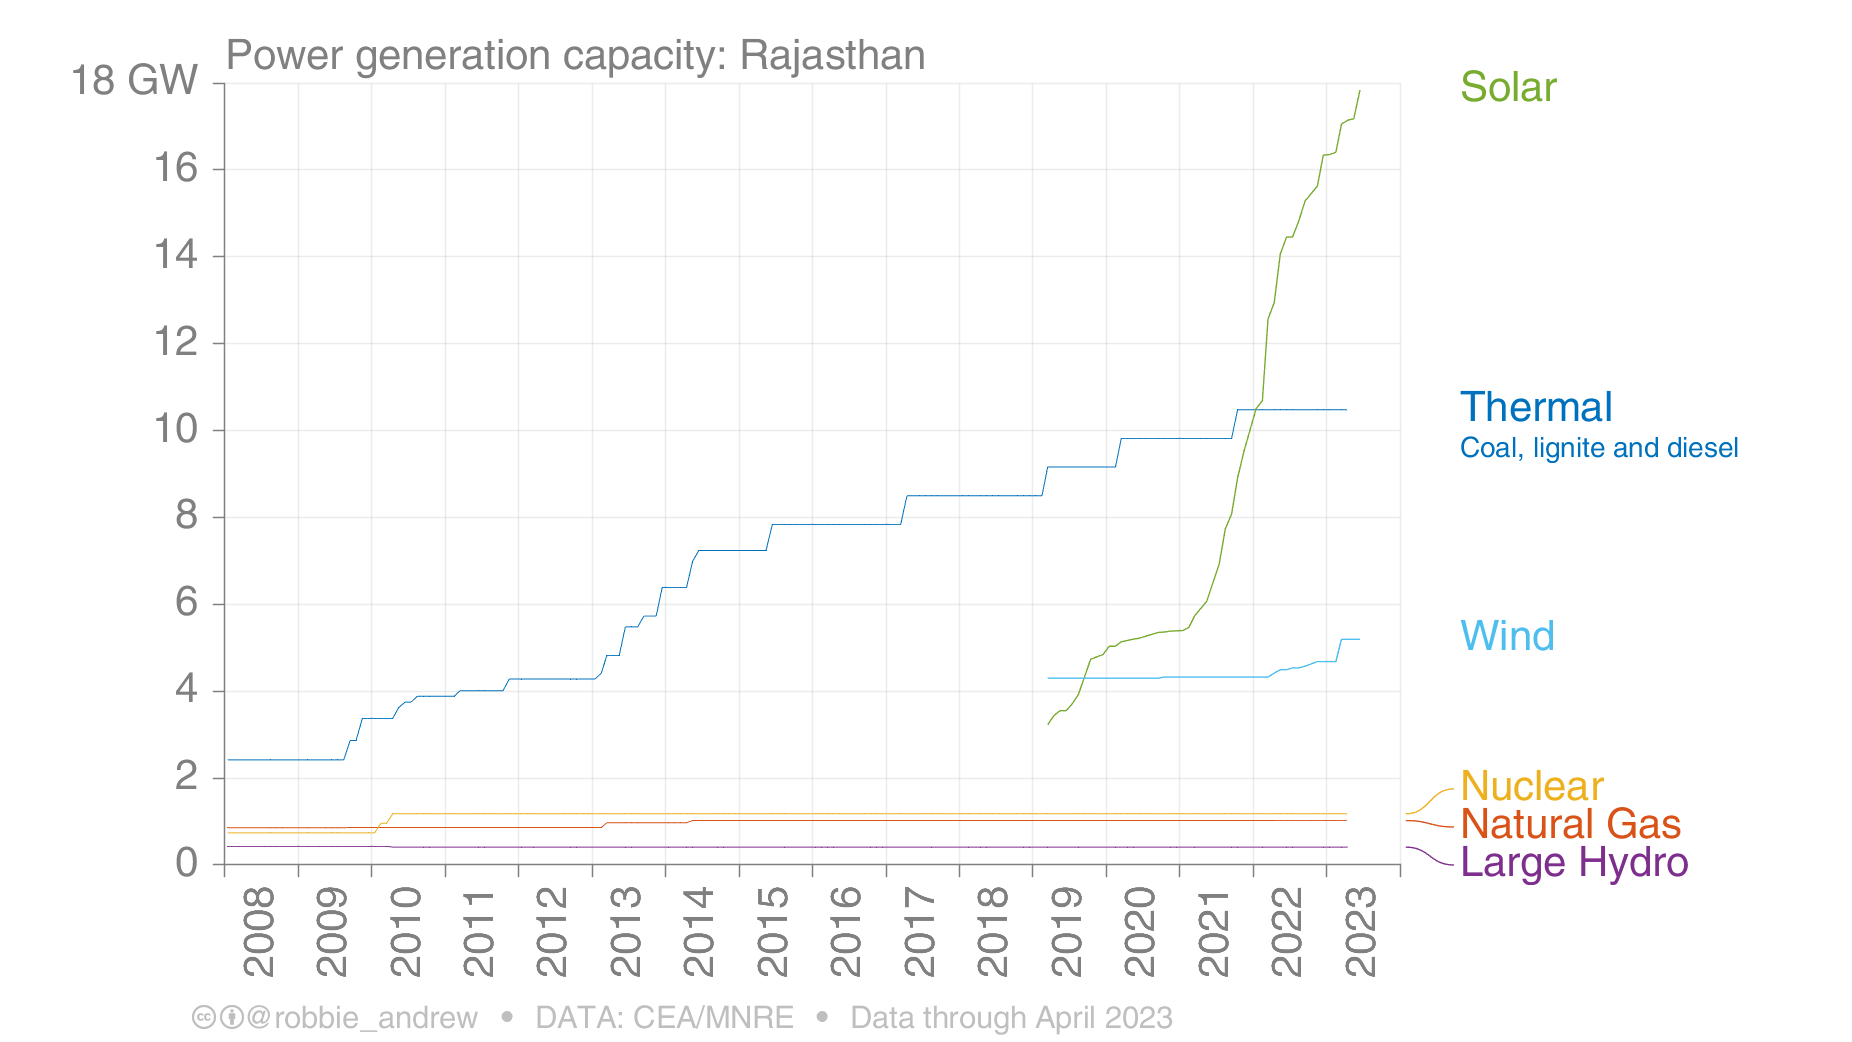 Power generation capacity: Rajasthan
18 GW
16
14
12
10
8
6
4
2
0
Solar
Thermal
Coal, lignite and diesel
Wind
Nuclear
Natural Gas
Large Hydro
2008 2009 2010 2011 2012 2013 2014 2015 2016 2017 2018 2019 2020 2021 2022 2023
cc @robbie_andrew • DATA: CEA/MNRE • Data through April 2023